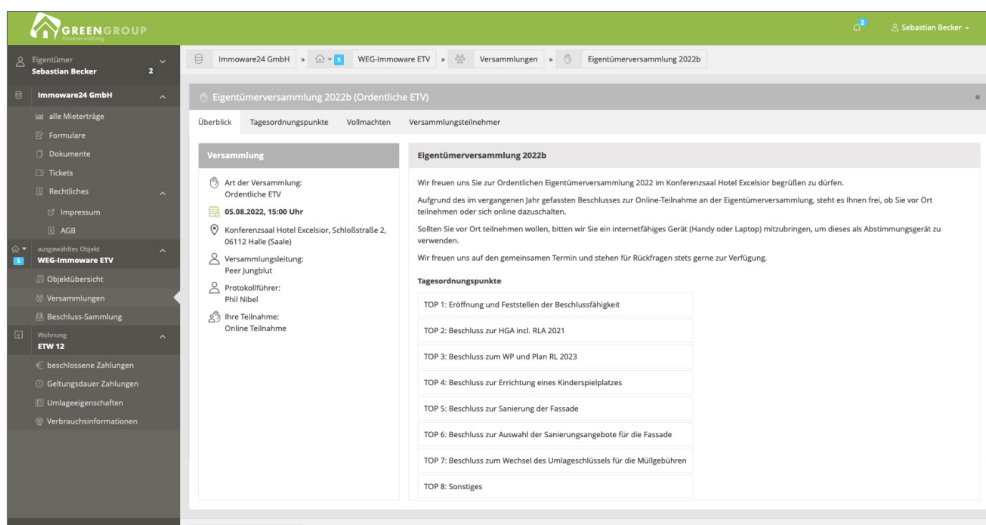 GREENGROUP
Hausverwaltung
2
Sebastian Becker
Eigentümer
Sebastian Becker
2
Immoware24 GmbH
alle Mieterträge
Formulare
Dokumente
Tickets
Rechtliches
Impressum
AGB
ausgewähltes Objekt
5
WEG-Immoware ETV
Objektübersicht
Versammlungen
Beschluss-Sammlung
Wohnung
ETW 12
beschlossene Zahlungen
Geltungsdauer Zahlungen
Umlageeigenschaften
Verbrauchsinformationen
Immoware24 GmbH » 5 WEG-Immoware ETV » Versammlungen » Eigentümerversammlung 2022b
Eigentümerversammlung 2022b (Ordentliche ETV)
Überblick Tagesordnungspunkte Vollmachten Versammlungsteilnehmer
Versammlung
Art der Versammlung:
Ordentliche ETV
05.08.2022, 15:00 Uhr
Konferenzsaal Hotel Excelsior, Schloßstraße 2,
06112 Halle (Saale)
Versammlungsleitung:
Peer Jungblut
Protokollführer:
Phil Nibel
Ihre Teilnahme:
Online Teilnahme
Eigentümerversammlung 2022b
Wir freuen uns Sie zur Ordentlichen Eigentümerversammlung 2022 im Konferenzsaal Hotel Excelsior begrüßen zu dürfen.
Aufgrund des im vergangenen Jahr gefassten Beschlusses zur Online-Teilnahme an der Eigentümerversammlung, steht es Ihnen frei, ob Sie vor Ort
teilnehmen oder sich online dazuschalten.
Sollten Sie vor Ort teilnehmen wollen, bitten wir Sie ein internetfähiges Gerät (Handy oder Laptop) mitzubringen, um dieses als Abstimmungsgerät zu
verwenden.
Wir freuen uns auf den gemeinsamen Termin und stehen für Rückfragen stets gerne zur Verfügung.
Tagesordnungspunkte
TOP 1: Eröffnung und Feststellen der Beschlussfähigkeit
TOP 2: Beschluss zur HGA incl. RLA 2021
TOP 3: Beschluss zum WP und Plan RL 2023
TOP 4: Beschluss zur Errichtung eines Kinderspielplatzes
TOP 5: Beschluss zur Sanierung der Fassade
TOP 6: Beschluss zur Auswahl der Sanierungsangebote für die Fassade
TOP 7: Beschluss zum Wechsel des Umlageschlüssels für die Müllgebühren
TOP 8: Sonstiges